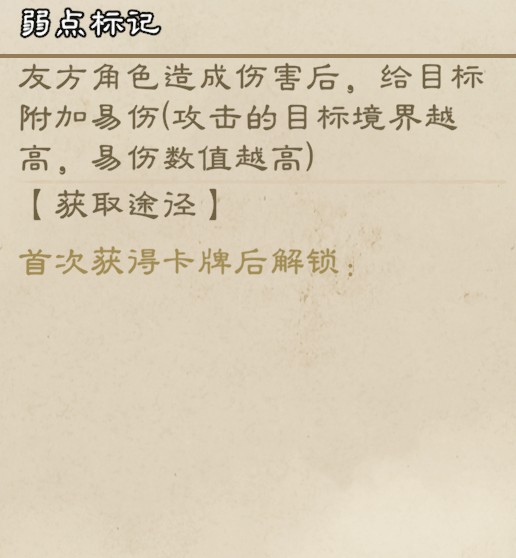 弱点标记
友方角色造成伤害后，给目标
附加易伤(攻击的目标境界越
高，易伤数值越高)
【获取途径】
首次获得卡牌后解锁：